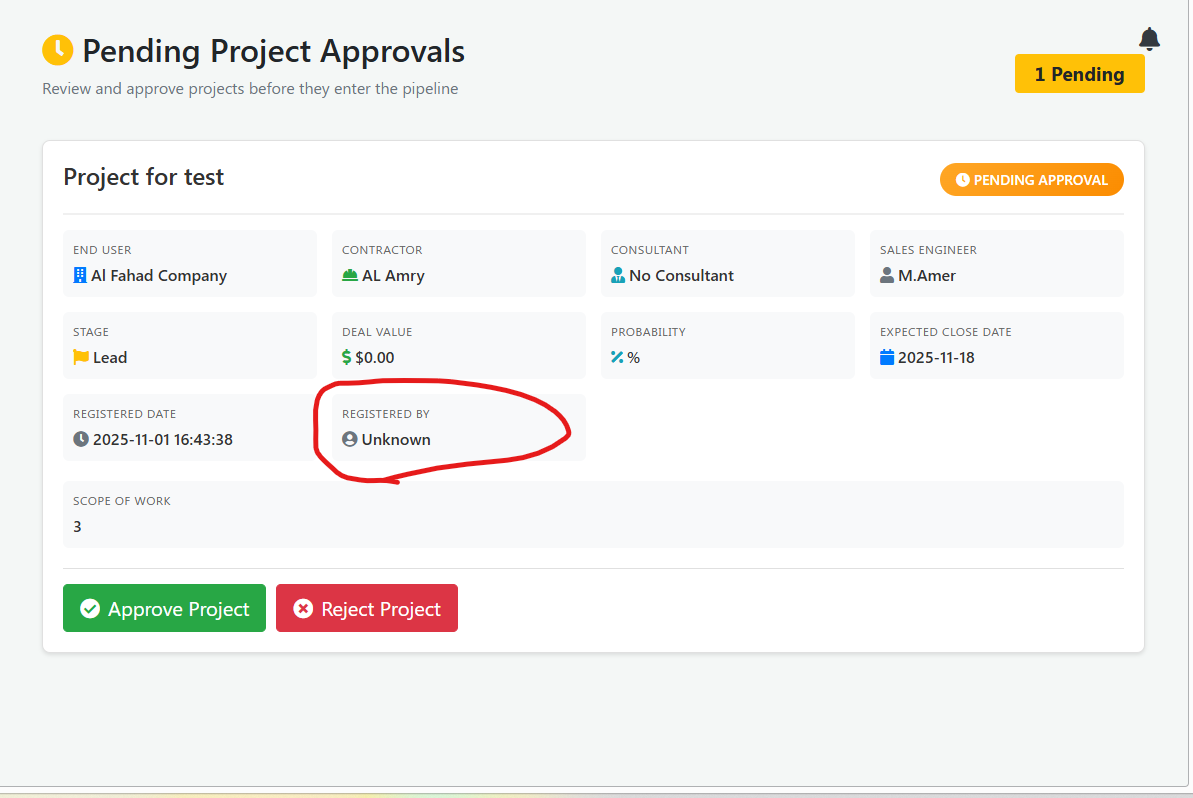 Pending Project Approvals
Review and approve projects before they enter the pipeline
1 Pending
Project for test
PENDING APPROVAL
END USER
Al Fahad Company
CONTRACTOR
AL Amry
CONSULTANT
No Consultant
SALES ENGINEER
M.Amer
STAGE
Lead
DEAL VALUE
$ $0.00
PROBABILITY
% %
EXPECTED CLOSE DATE
2025-11-18
REGISTERED DATE
2025-11-01 16:43:38
REGISTERED BY
Unknown
SCOPE OF WORK
3
Approve Project
Reject Project